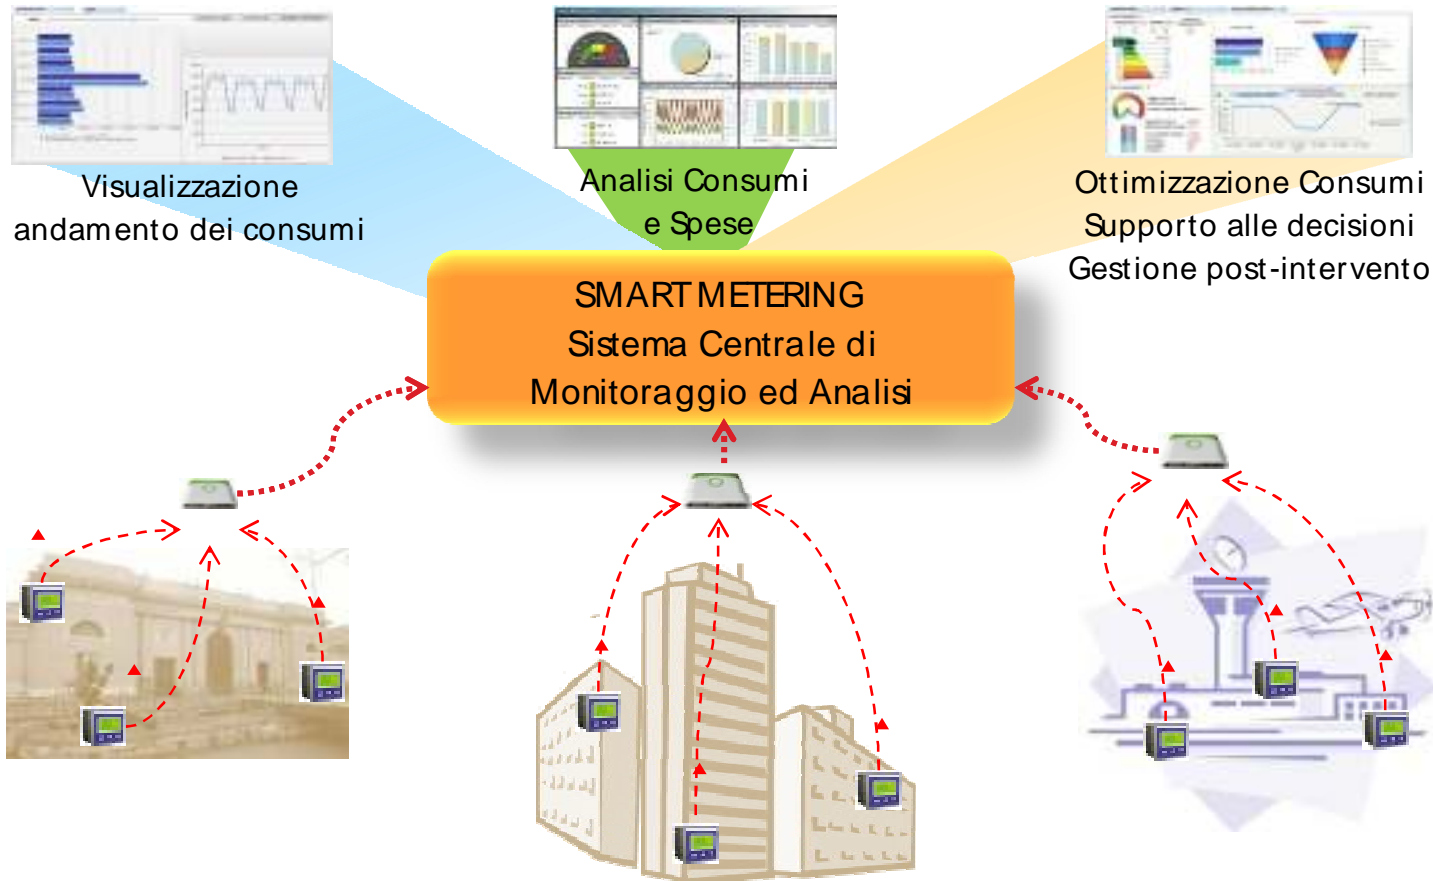 Visualizzazione
andamento dei consumi
Analisi Consumi
e Spese
Ottimizzazione Consumi
Supporto alle decisioni
Gestione post-intervento
SMART METERING
Sistema Centrale di
Monitoraggio ed Analisi